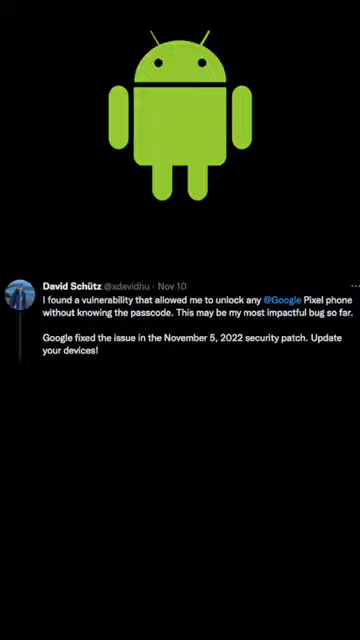 David Schütz @xdavidhu · Nov 10
I found a vulnerability that allowed me to unlock any @Google Pixel phone
without knowing the passcode. This may be my most impactful bug so far.
Google fixed the issue in the November 5, 2022 security patch. Update
your devices!